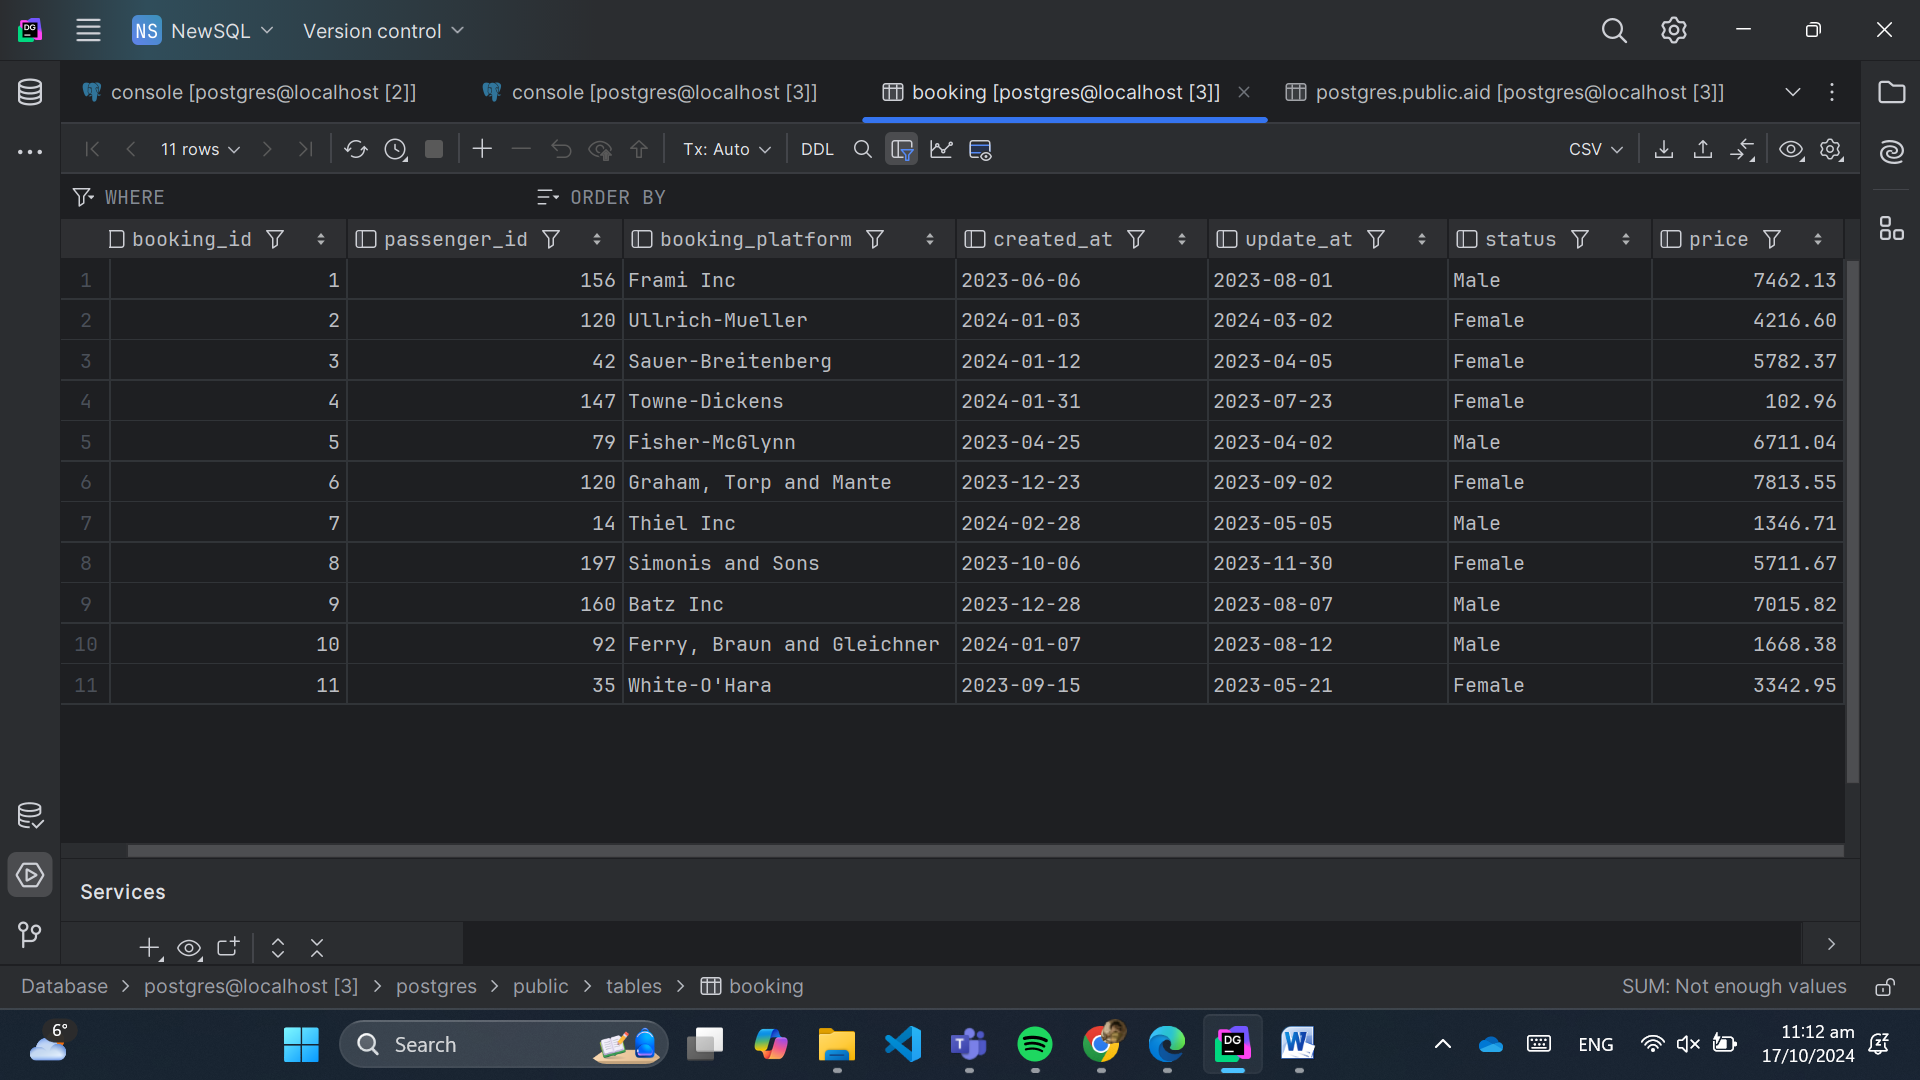 NS NewSQL Version control
console [postgres@localhost [2]] console [postgres@localhost [3]] booking [postgres@localhost [3]] postgres.public.aid [postgres@localhost [3]]
11 rows Tx: Auto DDL CSV
WHERE ORDER BY
booking_id passenger_id booking_platform created_at update_at status price
1 1 156 Frami Inc 2023-06-06 2023-08-01 Male 7462.13
2 2 120 Ullrich-Mueller 2024-01-03 2024-03-02 Female 4216.60
3 3 42 Sauer-Breitenberg 2024-01-12 2023-04-05 Female 5782.37
4 4 147 Towne-Dickens 2024-01-31 2023-07-23 Female 102.96
5 5 79 Fisher-McGlynn 2023-04-25 2023-04-02 Male 6711.04
6 6 120 Graham, Torp and Mante 2023-12-23 2023-09-02 Female 7813.55
7 7 14 Thiel Inc 2024-02-28 2023-05-05 Male 1346.71
8 8 197 Simonis and Sons 2023-10-06 2023-11-30 Female 5711.67
9 9 160 Batz Inc 2023-12-28 2023-08-07 Male 7015.82
10 10 92 Ferry, Braun and Gleichner 2024-01-07 2023-08-12 Male 1668.38
11 11 35 White-O'Hara 2023-09-15 2023-05-21 Female 3342.95
Services
Database > postgres@localhost [3] > postgres > public > tables > booking SUM: Not enough values
6° Search ENG 11:12 am
17/10/2024